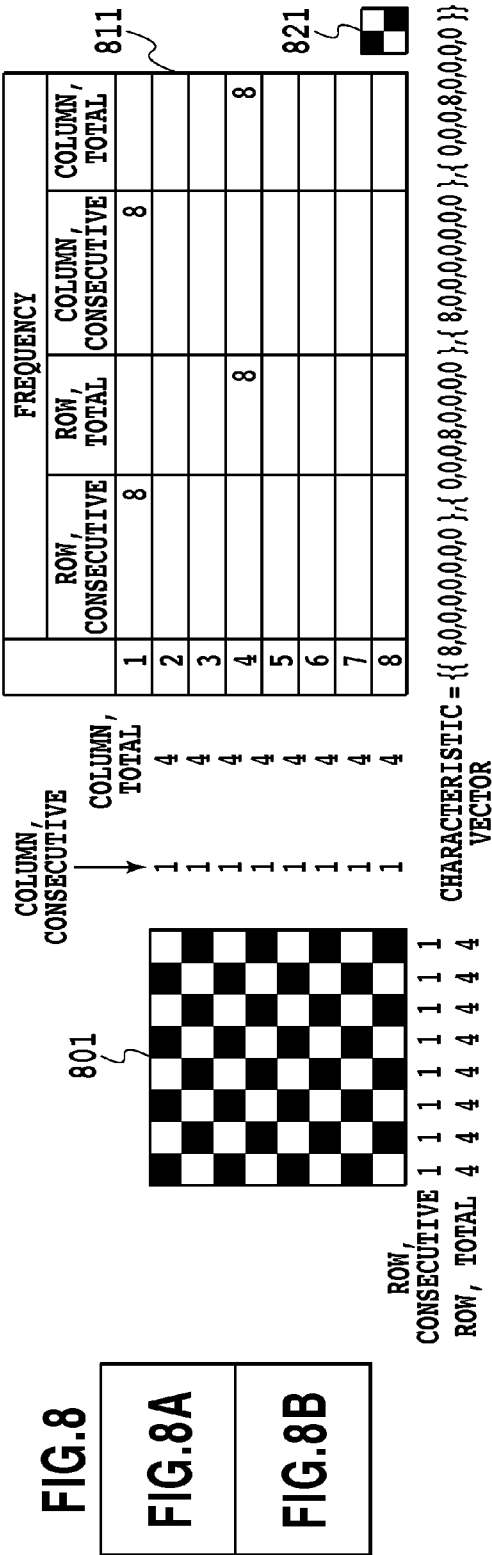 FIG.8
FIG.8A
FIG.8B
801
COLUMN,
CONSECUTIVE
COLUMN,
TOTAL
1 4
1 4
1 4
1 4
1 4
1 4
1 4
1 4
ROW,
CONSECUTIVE 1 1 1 1 1 1 1 1
ROW, TOTAL 4 4 4 4 4 4 4 4
811
FREQUENCY
ROW,
CONSECUTIVE
ROW,
TOTAL
COLUMN,
CONSECUTIVE
COLUMN,
TOTAL
1 8 8
2
3
4 8 8
5
6
7
8
821
CHARACTERISTIC = {{ 8,0,0,0,0,0,0,0 },{ 0,0,0,8,0,0,0,0 },{ 8,0,0,0,0,0,0,0 },{ 0,0,0,8,0,0,0,0 }}
VECTOR